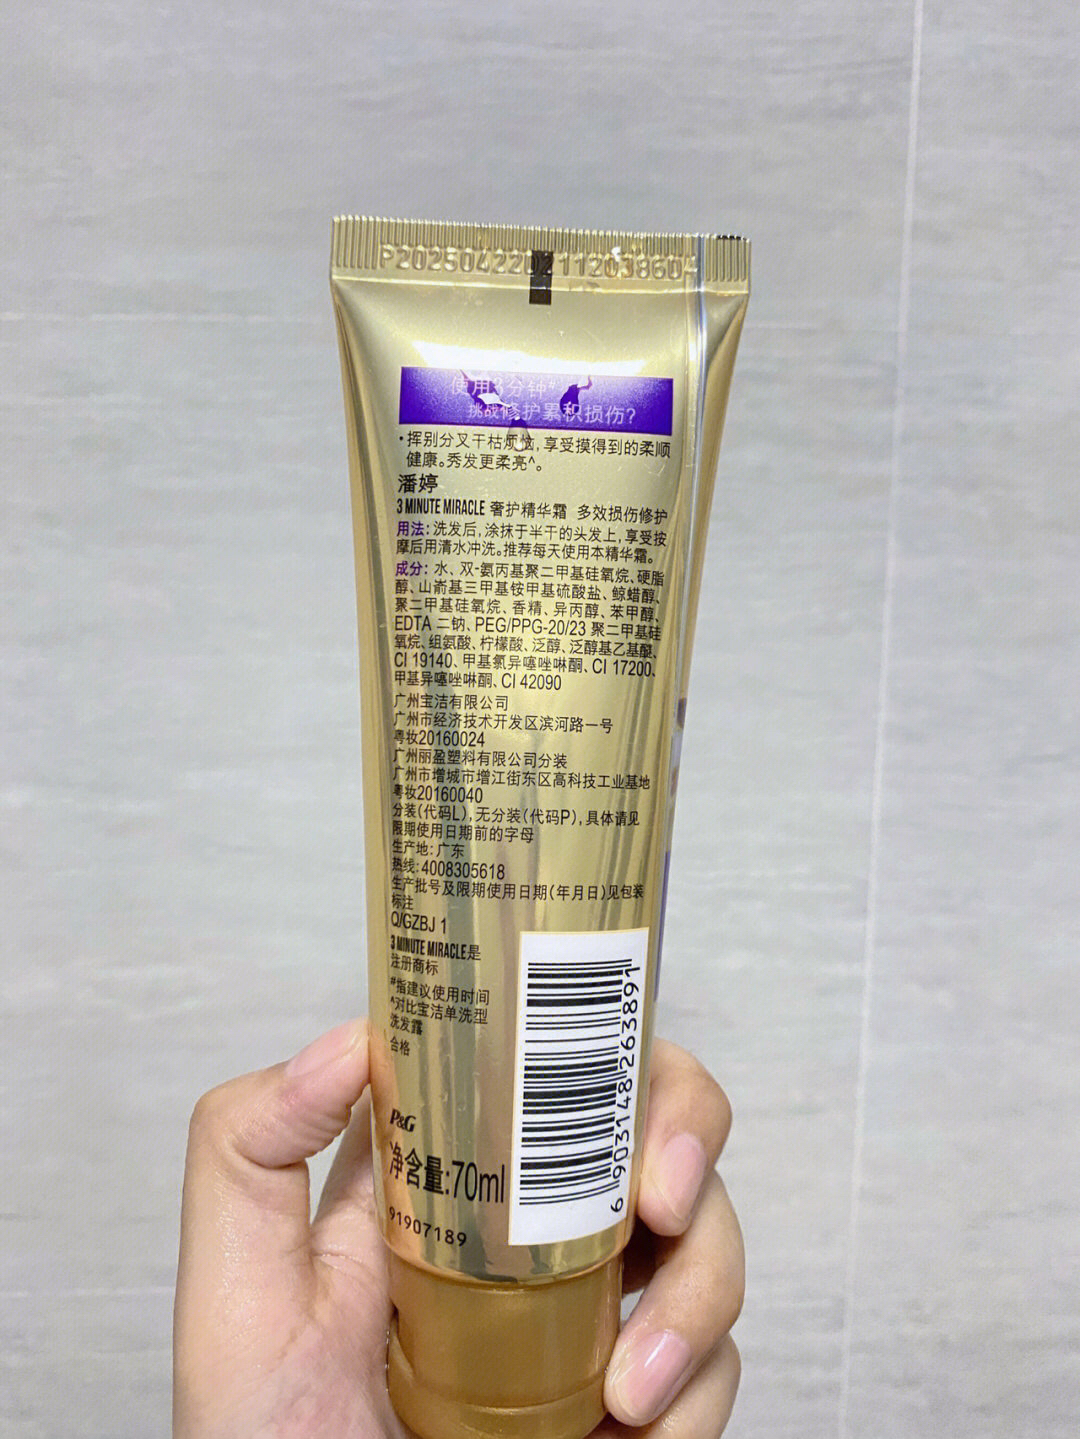 P20250422021120386​0A
使用3分钟#
挑战修护累积损伤?
·挥别分叉干枯烦恼,享受摸得到的柔顺
健康。秀发更柔亮^。
潘婷
3 MINUTE MIRACLE 奢护精华霜 多效损伤修护
用法:洗发后,涂抹于半干的头发上,享受按
摩后用清水冲洗。推荐每天使用本精华霜。
成分:水、双-氨丙基聚二甲基硅氧烷、硬脂
醇、山嵛基三甲基铵甲基硫酸盐、鲸蜡醇、
聚二甲基硅氧烷、香精、异丙醇、苯甲醇、
EDTA 二钠、PEG/PPG-20/23 聚二甲基硅
氧烷、组氨酸、柠檬酸、泛醇、泛醇基乙基醚、
CI 19140、甲基氯异噻唑啉酮、CI 17200、
甲基异噻唑啉酮、CI 42090
广州宝洁有限公司
广州市经济技术开发区滨河路一号
粤妆20160024
广州丽盈塑料有限公司分装
广州市增城市增江街东区高科技工业基地
粤妆20160040
分装(代码L),无分装(代码P),具体请见
限期使用日期前的字母
生产地:广东
热线:4008305618
生产批号及限期使用日期(年月日)见包装
标注
Q/GZBJ 1
3 MINUTE MIRACLE是
注册商标
#指建议使用时间
^对比宝洁单洗型
洗发露
合格
P&G
净含量:70ml
91907189
6903148263891